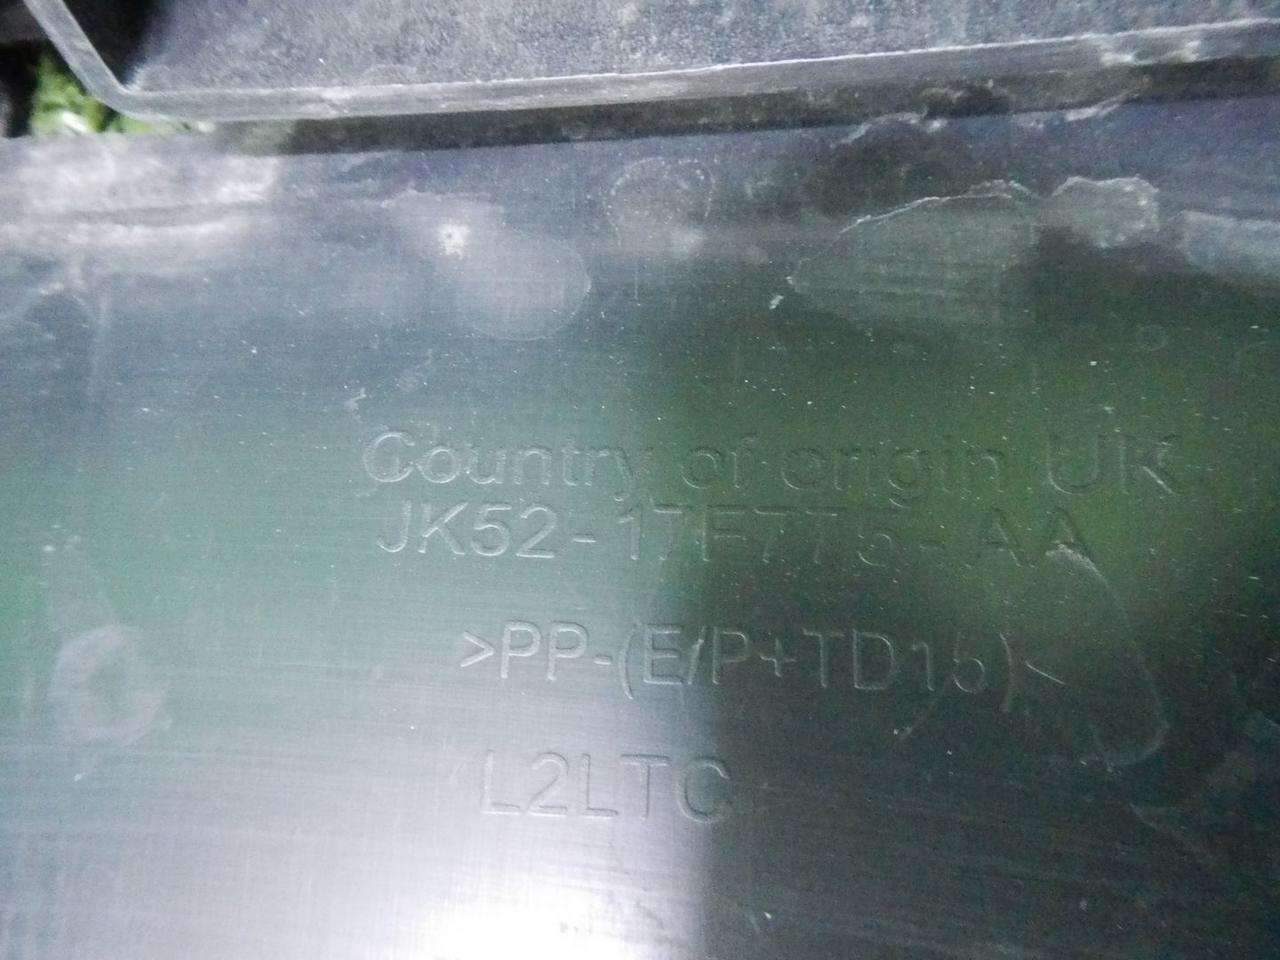 Country of origin UK
JK52-17F775-AA
>PP-(E/P+TD15)<
L2LTC